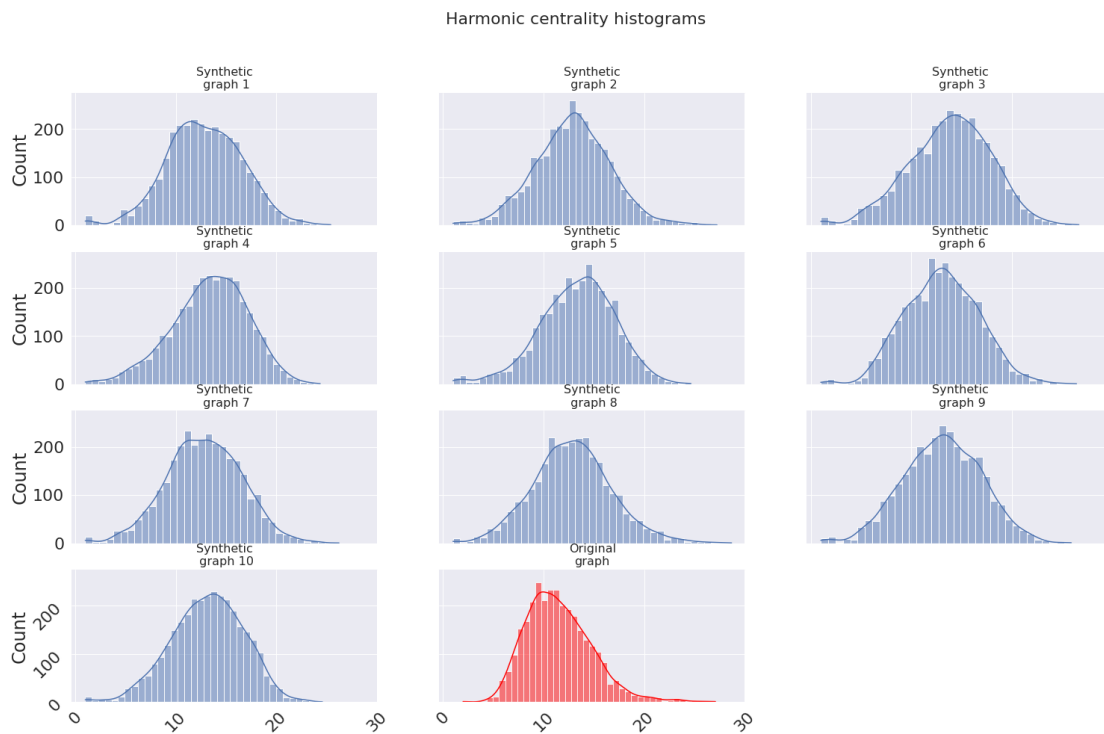 Harmonic centrality histograms
Synthetic
graph 1
Synthetic
graph 2
Synthetic
graph 3
Count
200
100
0
Synthetic
graph 4
Synthetic
graph 5
Synthetic
graph 6
Count
200
100
0
Synthetic
graph 7
Synthetic
graph 8
Synthetic
graph 9
Count
200
100
0
Synthetic
graph 10
Original
graph
Count
200
100
0
0
10
20
30
0
10
20
30